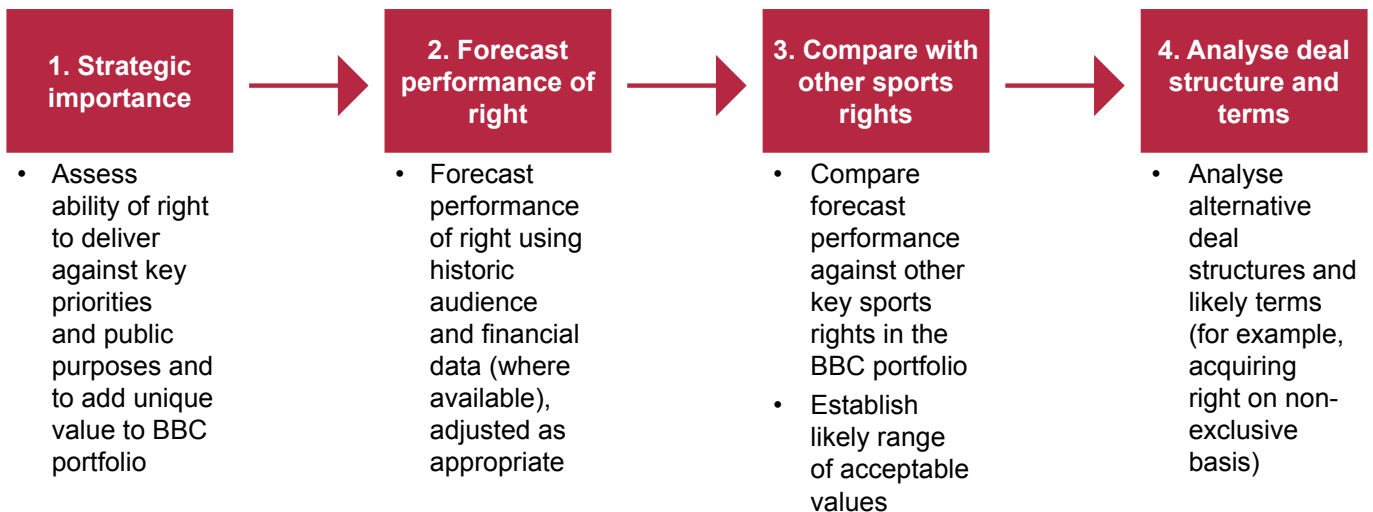 1. Strategic
importance
• Assess
ability of right
to deliver
against key
priorities
and public
purposes and
to add unique
value to BBC
portfolio
2. Forecast
performance of
right
• Forecast
performance
of right using
historic
audience
and financial
data (where
available),
adjusted as
appropriate
3. Compare with
other sports
rights
• Compare
forecast
performance
against other
key sports
rights in the
BBC portfolio
• Establish
likely range
of acceptable
values
4. Analyse deal
structure and
terms
• Analyse
alternative
deal
structures and
likely terms
(for example,
acquiring
right on non-
exclusive
basis)